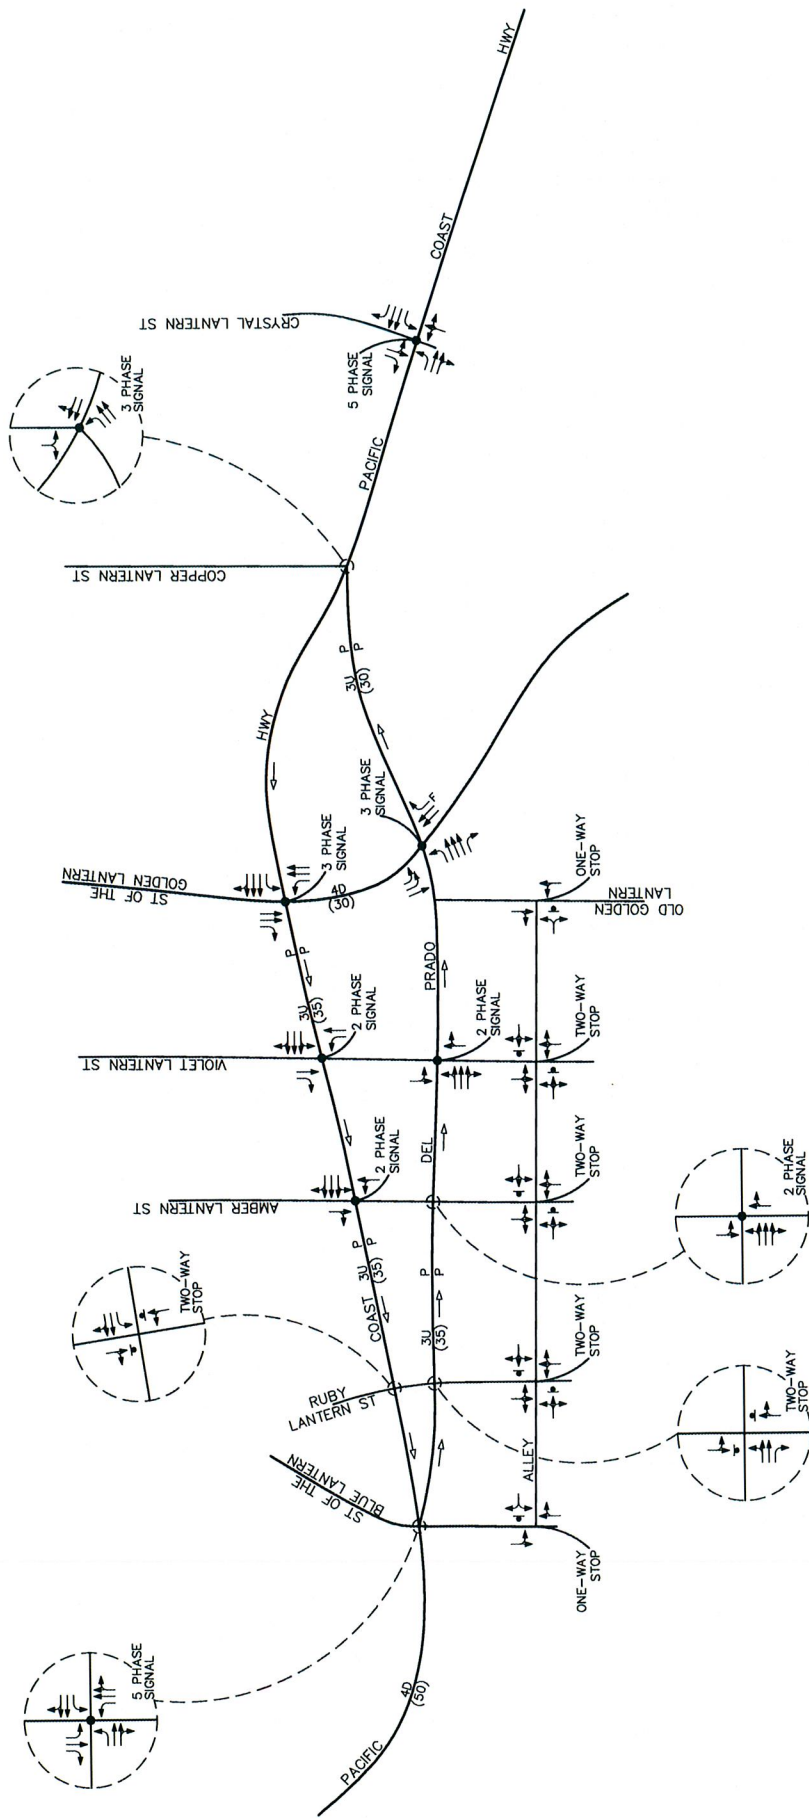 HWY
COAST
CRYSTAL LANTERN ST
5 PHASE
SIGNAL
3 PHASE
SIGNAL
PACIFIC
COPPER LANTERN ST
P
P
3U
(30)
HWY
3 PHASE
SIGNAL
F
ST OF THE
GOLDEN LANTERN
3 PHASE
SIGNAL
4D
(30)
ONE-WAY
STOP
OLD GOLDEN
LANTERN
P
P
PRADO
3U
(35)
2 PHASE
SIGNAL
VIOLET LANTERN ST
2 PHASE
SIGNAL
TWO-WAY
STOP
DEL
2 PHASE
SIGNAL
AMBER LANTERN ST
TWO-WAY
STOP
2 PHASE
SIGNAL
P
P
3U
(35)
P
P
COAST
TWO-WAY
STOP
3U
(35)
TWO-WAY
STOP
RUBY
LANTERN ST
TWO-WAY
STOP
ALLEY
ST OF THE
BLUE LANTERN
ONE-WAY
STOP
5 PHASE
SIGNAL
4D
(50)
PACIFIC